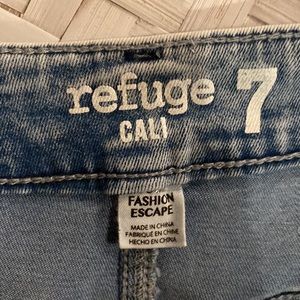 refuge 7
CALI
FASHION
ESCAPE
MADE IN CHINA
FABRIQUÉ EN CHINE
HECHO EN CHINA